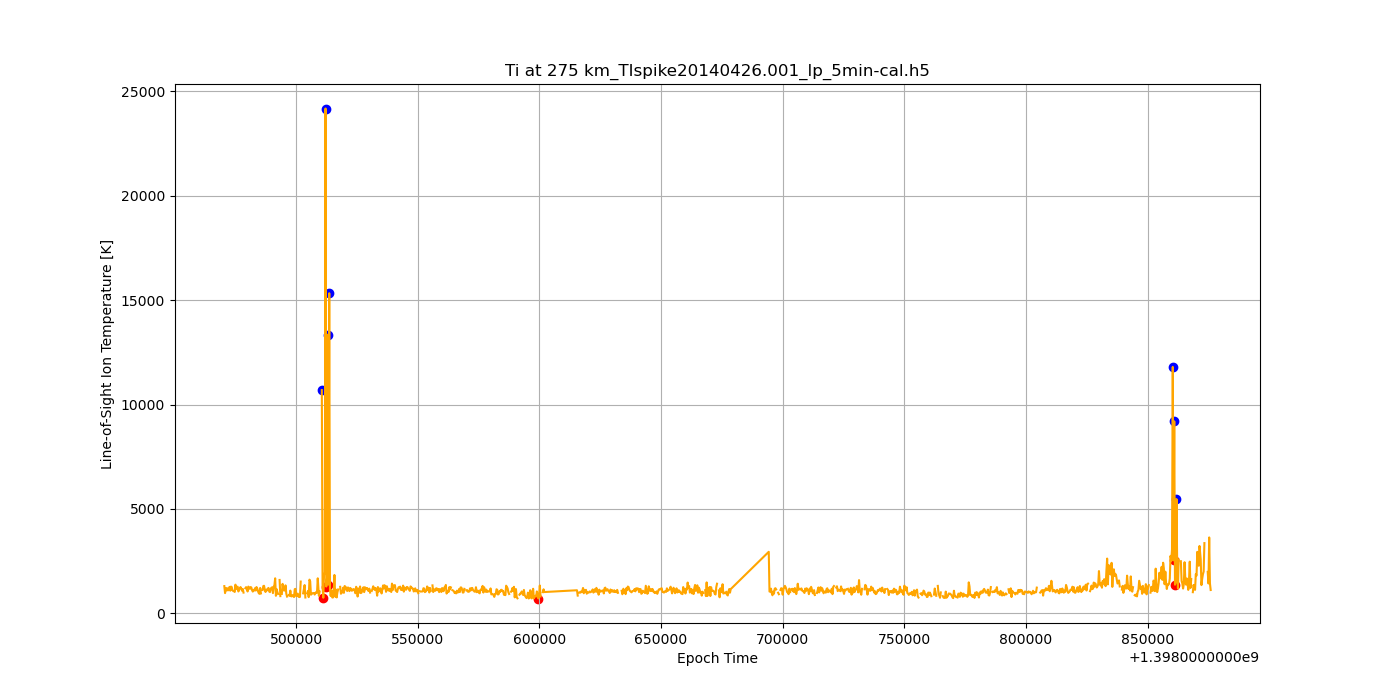 Ti at 275 km_TIspike20140426.001_lp_5min-cal.h5
Line-of-Sight Ion Temperature [K]
25000
20000
15000
10000
5000
0
500000 550000 600000 650000 700000 750000 800000 850000
Epoch Time
+1.3980000000e9